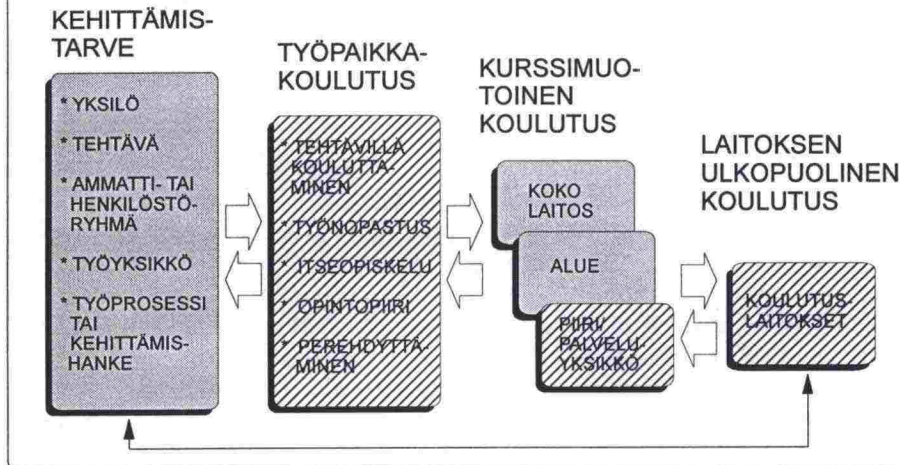 KEHITTÄMIS-
TARVE
* YKSILÖ
* TEHTÄVÄ
* AMMATTI- TAI
HENKILÖSTÖ-
RYHMÄ
* TYÖYKSIKKÖ
* TYÖPROSESSI
TAI
KEHITTÄMIS-
HANKE
TYÖPAIKKA-
KOULUTUS
* TEHTÄVILLÄ
KOULUTTA-
MINEN
* TYÖNOPASTUS
* ITSEOPISKELU
* OPINTOPIIRI
* PEREHDYTTÄ-
MINEN
KURSSIMUO-
TOINEN
KOULUTUS
KOKO
LAITOS
ALUE
PIIRI/
PALVELU-
YKSIKKÖ
LAITOKSEN
ULKOPUOLINEN
KOULUTUS
KOULUTUS-
LAITOKSET